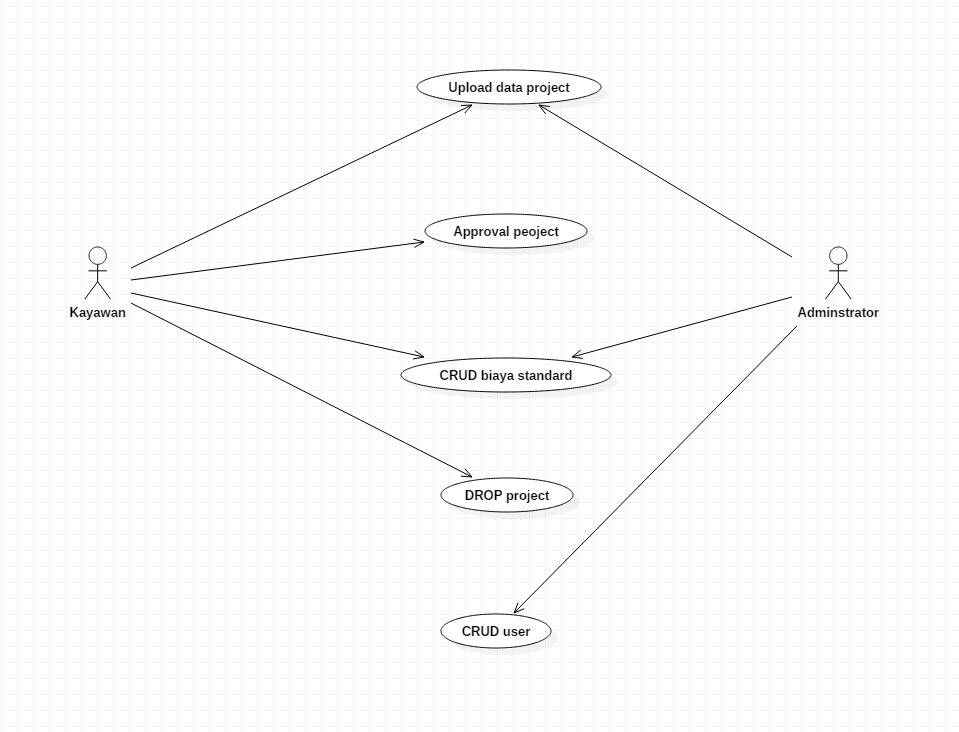 Upload data project
Approval peoject
Kayawan
Adminstrator
CRUD biaya standard
DROP project
CRUD user